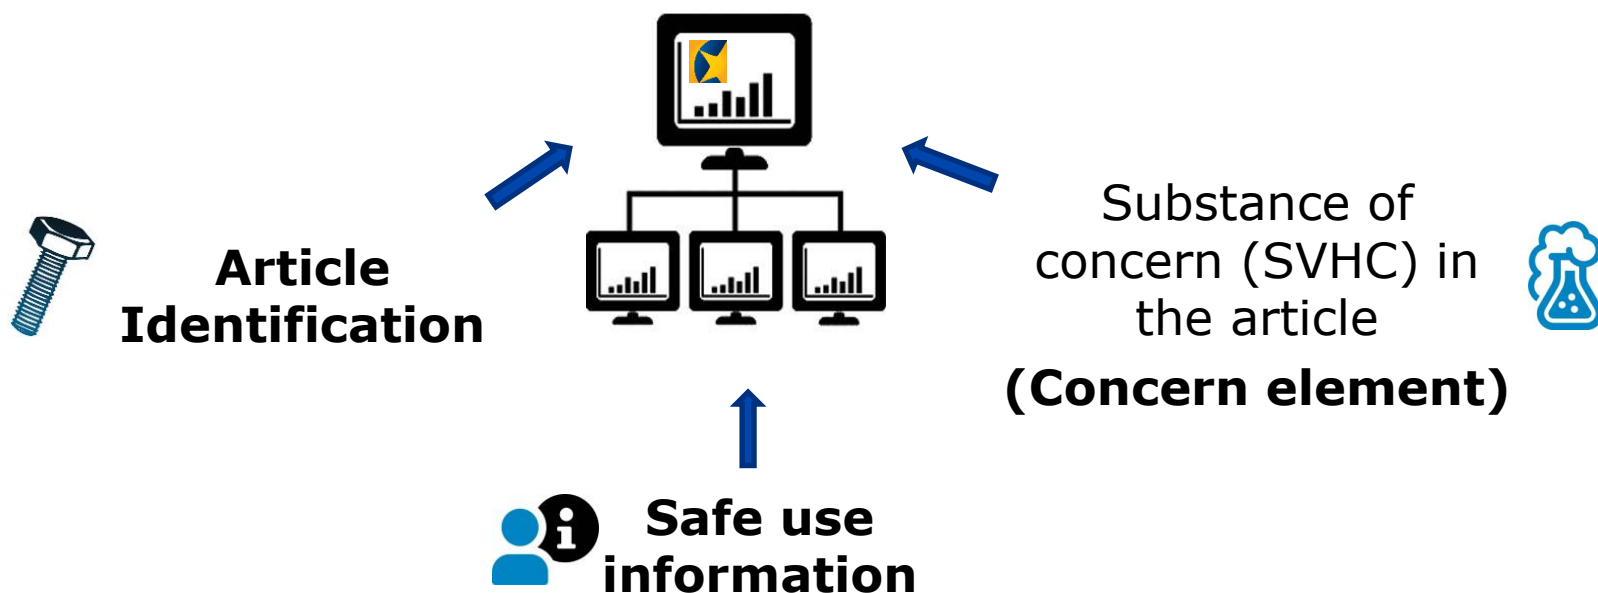 Article
Identification
Substance of
concern (SVHC) in
the article
(Concern element)
i
Safe use
information